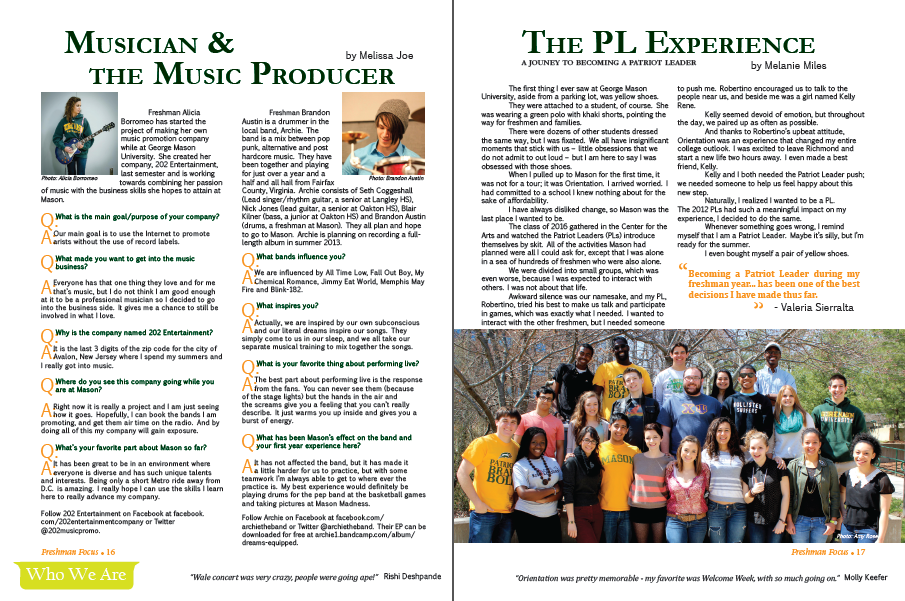 MUSICIAN &
THE MUSIC PRODUCER
by Melissa Joe
Photo: Alicia Borromeo
Freshman Alicia
Borromeo has started the
project of making her own
music promotion company
while at George Mason
University. She created her
company, 202 Entertainment,
last semester and is working
towards combining her passion
of music with the business skills she hopes to attain at
Mason.
Q. What is the main goal/purpose of your company?
A Our main goal is to use the Internet to promote
artists without the use of record labels.
Q. What made you want to get into the music
business?
A Everyone has that one thing they love and for me
that's music, but I do not think I am good enough
at it to be a professional musician so I decided to go
into the business side. It gives me a chance to still be
involved in what I love.
Q. Why is the company named 202 Entertainment?
A It is the last 3 digits of the zip code for the city of
Avalon, New Jersey where I spend my summers and
I really got into music.
Q. Where do you see this company going while you
are at Mason?
A Right now it is really a project and I am just seeing
how it goes. Hopefully, I can book the bands I am
promoting, and get them air time on the radio. And by
doing all of this my company will gain exposure.
Q. What's your favorite part about Mason so far?
A It has been great to be in an environment where
everyone is diverse and has such unique talents
and interests. Being only a short Metro ride away from
D.C. is amazing. I really hope I can use the skills I learn
here to really advance my company.
Follow 202 Entertainment on Facebook at facebook.
com/202entertainmentcompany or Twitter
@202musicpromo.
Freshman Brandon
Austin is a drummer in the
local band, Archie. The
band is a mix between pop
punk, alternative and post
hardcore music. They have
been together and playing
for just over a year and a
half and all half from Fairfax
Photo: Brandon Austin
County, Virginia. Archie consists of Seth Coggeshall
(Lead singer/rhythm guitar, a senior at Langley HS),
Nick Jones (lead guitar, a senior at Oakton HS), Blair
Kilner (bass, a junior at Oakton HS) and Brandon Austin
(drums, a freshman at Mason). They all plan and hope
to go to Mason. Archie is planning on recording a full-
length album in summer 2013.
Q. What bands influence you?
A We are influenced by All Time Low, Fall Out Boy, My
Chemical Romance, Jimmy Eat World, Memphis May
Fire and Blink-182.
Q. What inspires you?
A Actually, we are inspired by our own subconscious
and our literal dreams inspire our songs. They
simply come to us in our sleep, and we all take our
separate musical training to mix together the songs.
Q. What is your favorite thing about performing live?
A The best part about performing live is the response
from the fans. You can never see them (because
of the stage lights) but the hands in the air and
the screams give you a feeling that you can't really
describe. It just warms you up inside and gives you a
burst of energy.
Q. What has been Mason's effect on the band and
your first year experience here?
A It has not affected the band, but it has made it
a little harder for us to practice, but with some
teamwork I'm always able to get to where ever the
practice is. My best experience would definitely be
playing drums for the pep band at the basketball games
and taking pictures at Mason Madness.
Follow Archie on Facebook at facebook.com/
archietheband or Twitter @archietheband. Their EP can be
downloaded for free at archie1.bandcamp.com/album/
dreams-equipped.
Freshman Focus • 16
Who We Are
"Wale concert was very crazy, people were going ape!" Rishi Deshpande
THE PL EXPERIENCE
A JOUNEY TO BECOMING A PATRIOT LEADER
by Melanie Miles
The first thing I ever saw at George Mason
University, aside from a parking lot, was yellow shoes.
They were attached to a student, of course. She
was wearing a green polo with khaki shorts, pointing the
way for freshmen and families.
There were dozens of other students dressed
the same way, but I was fixated. We all have insignificant
moments that stick with us – little obsessions that we
do not admit to out loud – but I am here to say I was
obsessed with those shoes.
When I pulled up to Mason for the first time, it
was not for a tour; it was Orientation. I arrived worried. I
had committed to a school I knew nothing about for the
sake of affordability.
I have always disliked change, so Mason was the
last place I wanted to be.
The class of 2016 gathered in the Center for the
Arts and watched the Patriot Leaders (PLs) introduce
themselves by skit. All of the activities Mason had
planned were all I could ask for, except that I was alone
in a sea of hundreds of freshmen who were also alone.
We were divided into small groups, which was
even worse, because I was expected to interact with
others. I was not about that life.
Awkward silence was our namesake, and my PL,
Robertino, tried his best to make us talk and participate
in games, which was exactly what I needed. I wanted to
interact with the other freshmen, but I needed someone
to push me. Robertino encouraged us to talk to the
people near us, and beside me was a girl named Kelly
Rene.
Kelly seemed devoid of emotion, but throughout
the day, we paired up as often as possible.
And thanks to Robertino's upbeat attitude,
Orientation was an experience that changed my entire
college outlook. I was excited to leave Richmond and
start a new life two hours away. I even made a best
friend, Kelly.
Kelly and I both needed the Patriot Leader push;
we needed someone to help us feel happy about this
new step.
Naturally, I realized I wanted to be a PL.
The 2012 PLs had such a meaningful impact on my
experience, I decided to do the same.
Whenever something goes wrong, I remind
myself that I am a Patriot Leader. Maybe it's silly, but I'm
ready for the summer.
I even bought myself a pair of yellow shoes.
“Becoming a Patriot Leader during my
freshman year... has been one of the best
decisions I have made thus far.
” - Valeria Sierralta
HOLLISTER
MASON
PATRIOT
BOLD
UNIVERSITY
Photo: Amy
Freshman Focus • 17
"Orientation was pretty memorable - my favorite was Welcome Week, with so much going on." Molly Keefer